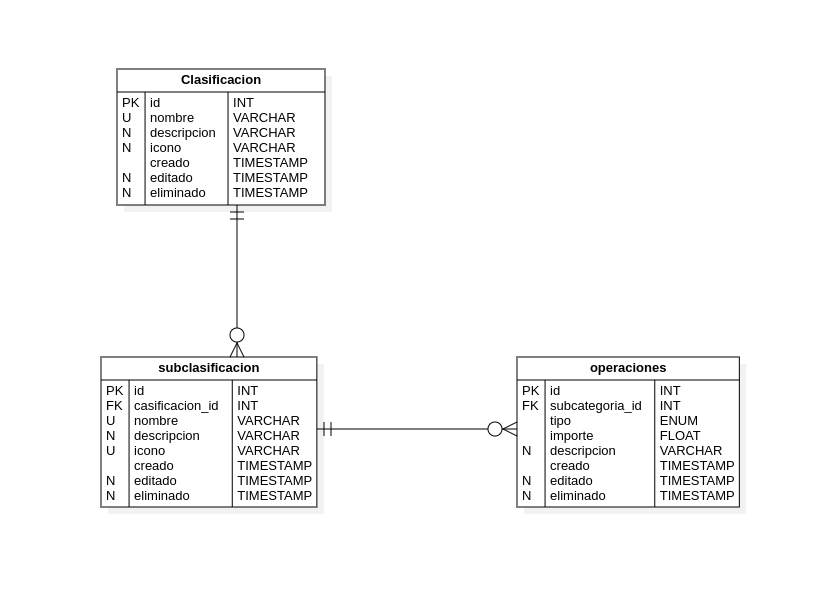 Clasificacion
PK id INT
U nombre VARCHAR
N descripcion VARCHAR
N icono VARCHAR
creado TIMESTAMP
N editado TIMESTAMP
N eliminado TIMESTAMP
subclasificacion
PK id INT
FK casificacion_id INT
U nombre VARCHAR
N descripcion VARCHAR
U icono VARCHAR
creado TIMESTAMP
N editado TIMESTAMP
N eliminado TIMESTAMP
operaciones
PK id INT
FK subcategoria_id INT
tipo ENUM
importe FLOAT
N descripcion VARCHAR
creado TIMESTAMP
N editado TIMESTAMP
N eliminado TIMESTAMP